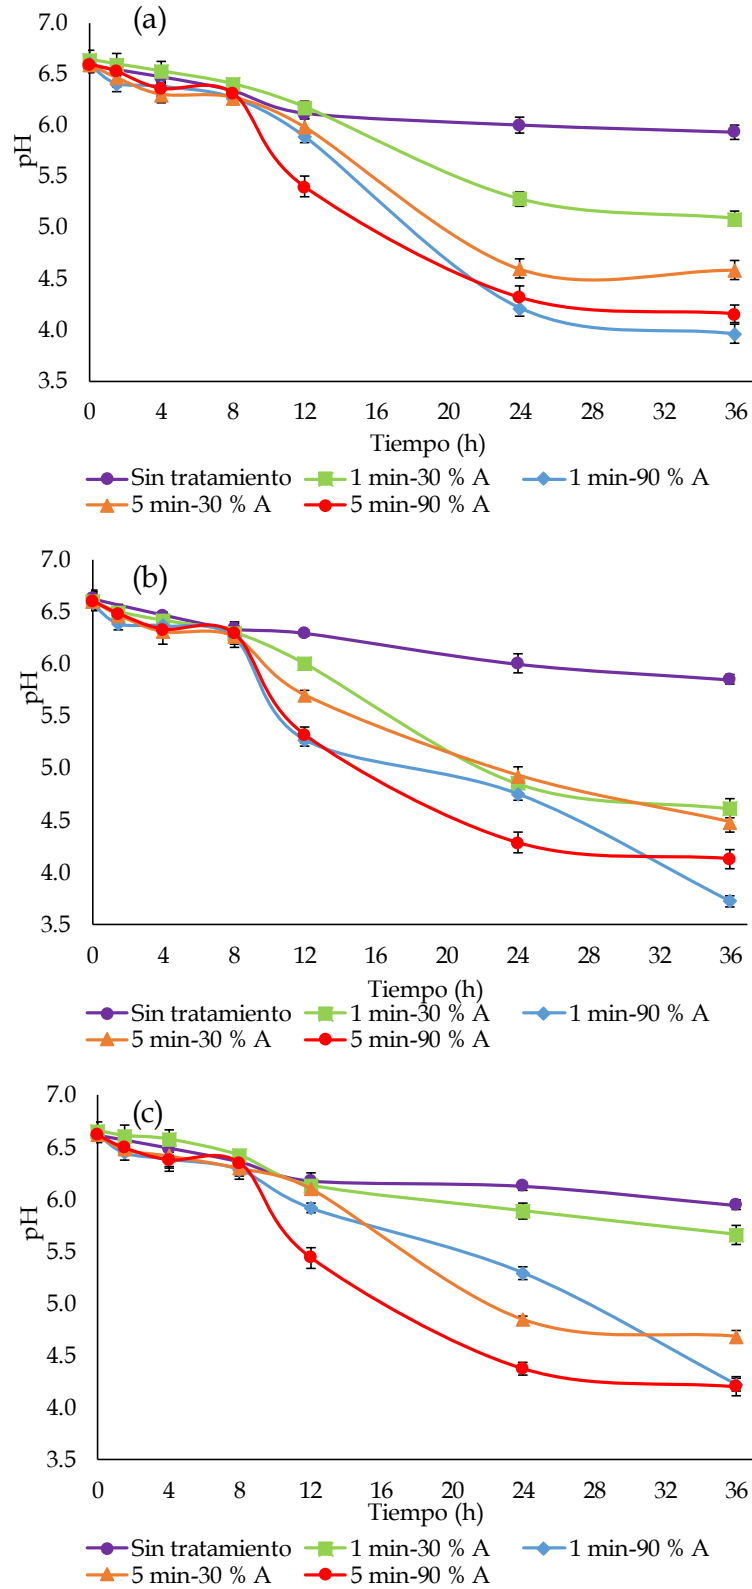 (a)
7.0
6.5
6.0
5.5
5.0
4.5
4.0
3.5
pH
0 4 8 12 16 20 24 28 32 36
Tiempo (h)
Sin tratamiento 1 min-30 % A 1 min-90 % A
5 min-30 % A 5 min-90 % A
(b)
7.0
6.5
6.0
5.5
5.0
4.5
4.0
3.5
pH
0 4 8 12 16 20 24 28 32 36
Tiempo (h)
Sin tratamiento 1 min-30 % A 1 min-90 % A
5 min-30 % A 5 min-90 % A
(c)
7.0
6.5
6.0
5.5
5.0
4.5
4.0
3.5
pH
0 4 8 12 16 20 24 28 32 36
Tiempo (h)
Sin tratamiento 1 min-30 % A 1 min-90 % A
5 min-30 % A 5 min-90 % A